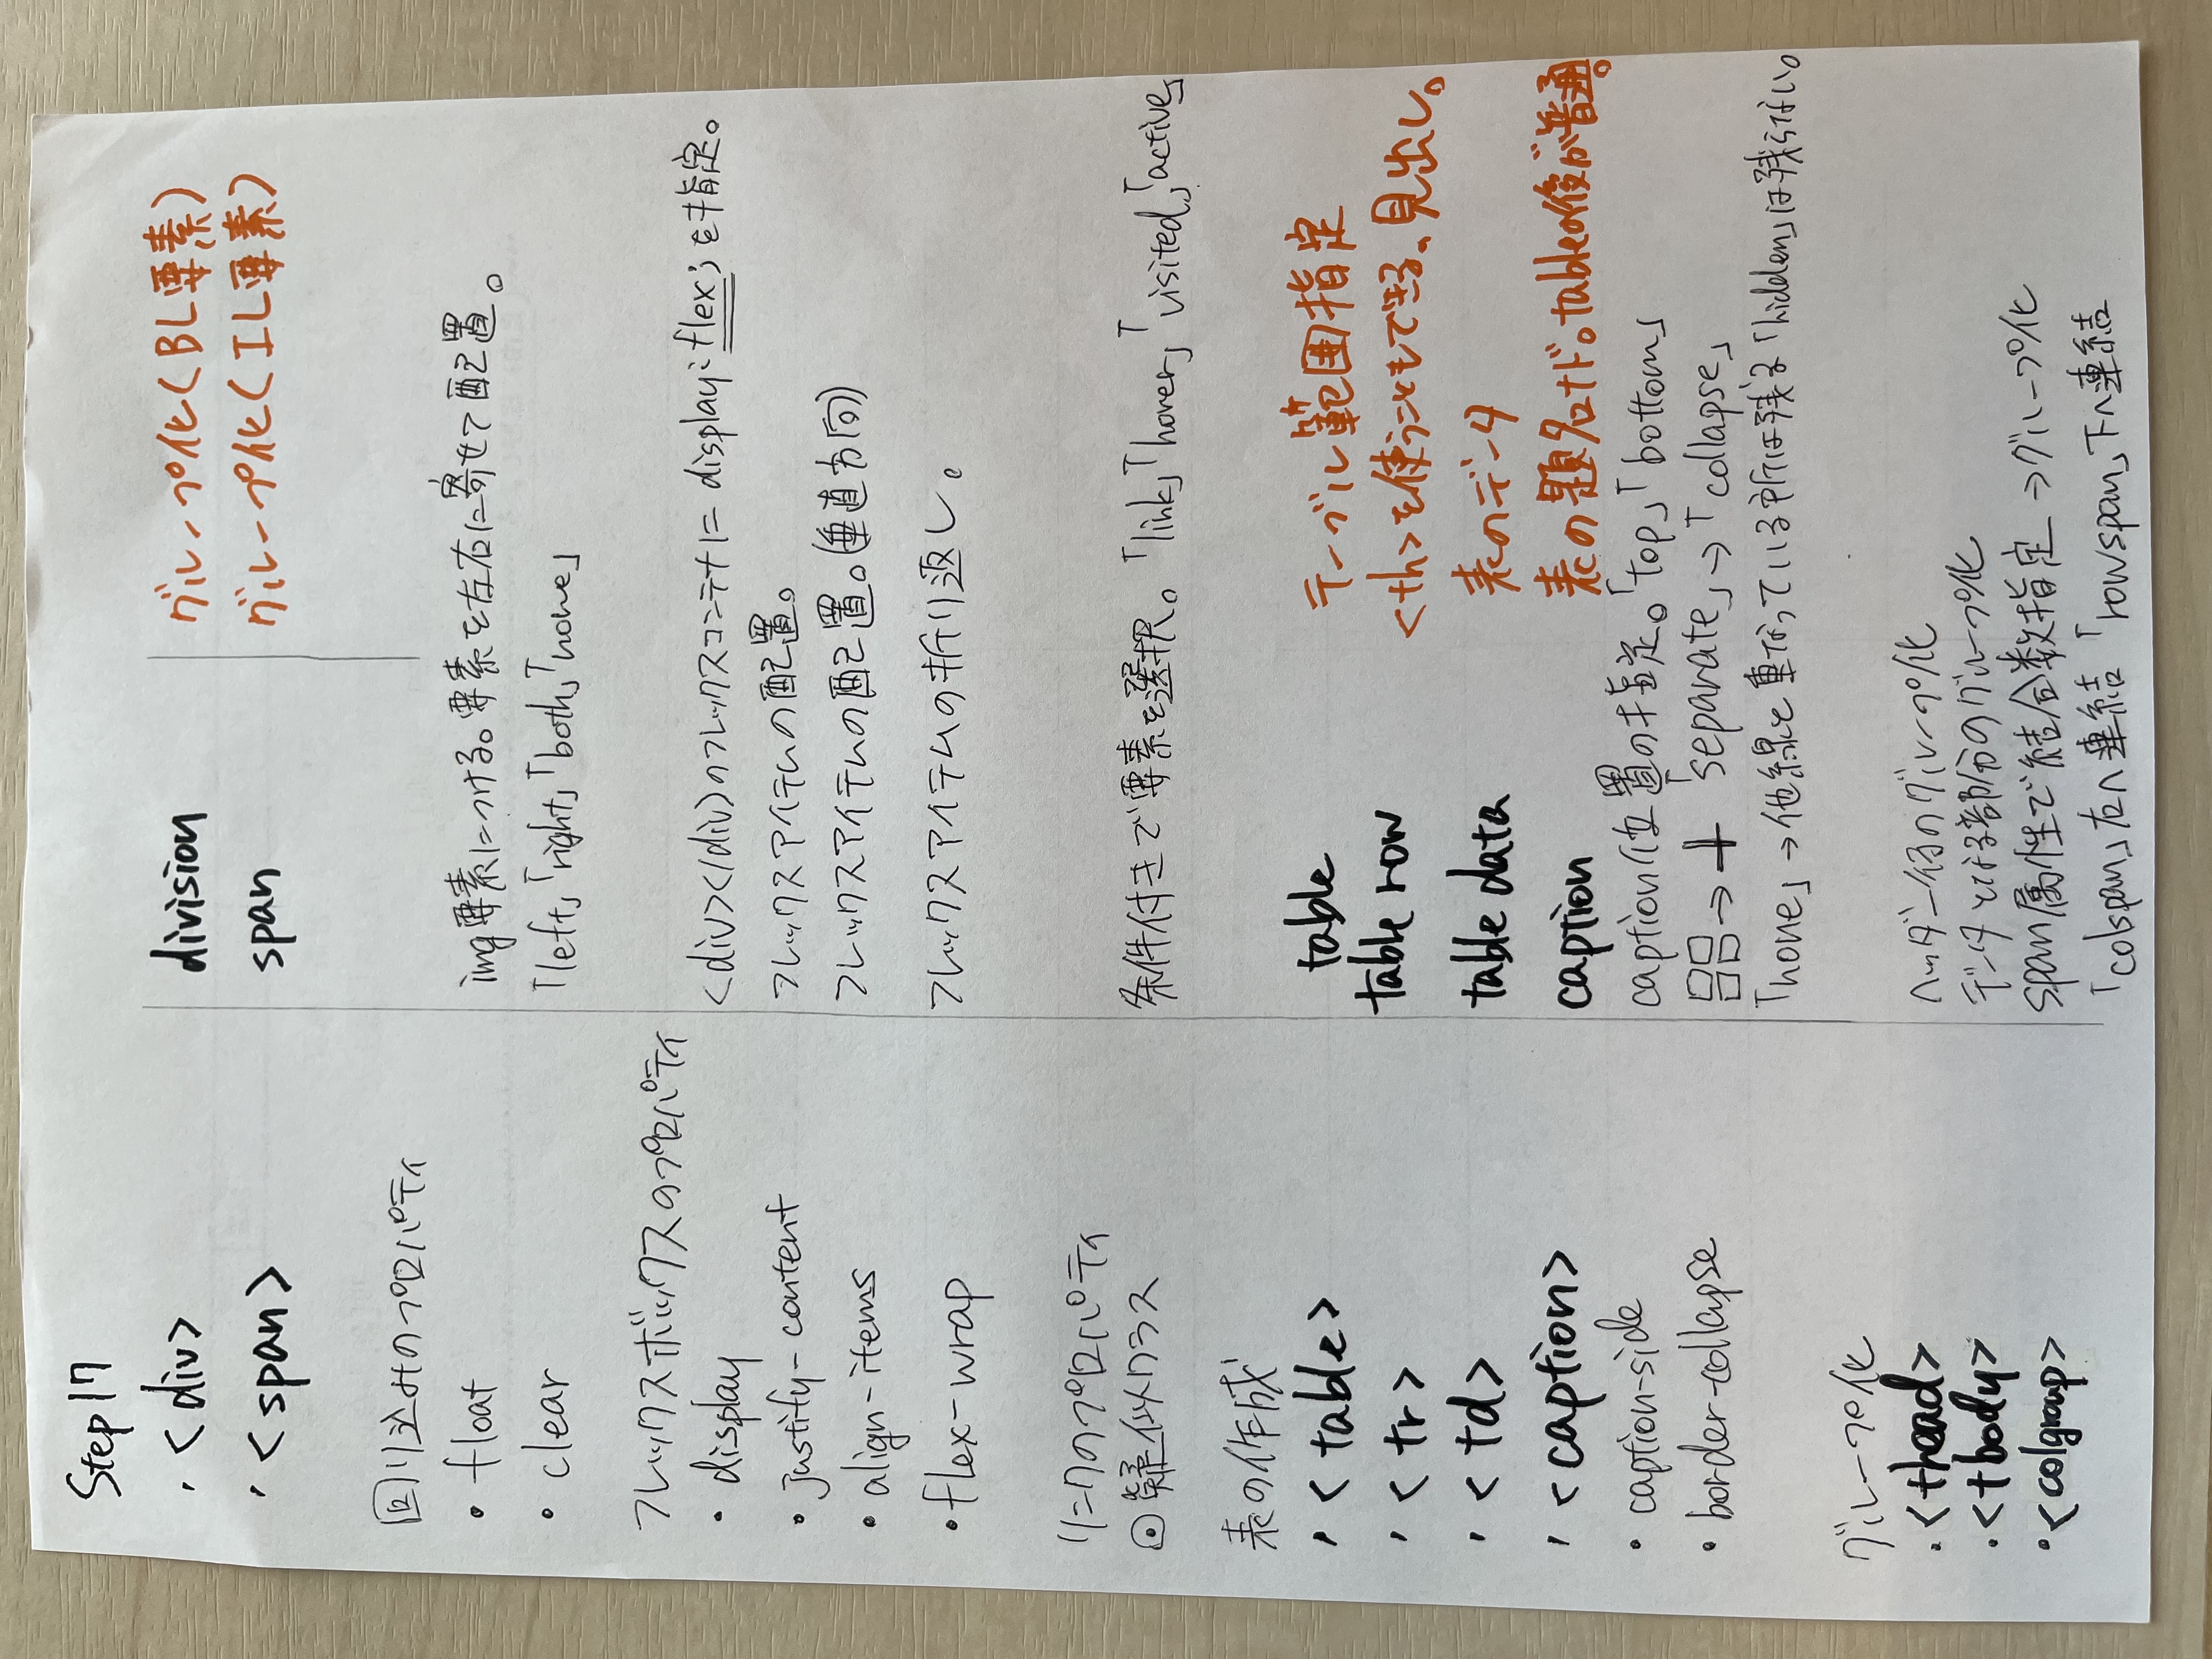 Step17
・<div> division グループ化(BL要素)
・<span> span グループ化(IL要素)
回り込みのプロパティ
・float img要素につける。要素を左右に寄せて配置。
・clear 「left」「right」「both」「none」
フレックスボックスのプロパティ
・display <div></div>のフレックスコンテナに display:flex;を指定。
・justify-content フレックスアイテムの配置。
・align-items フレックスアイテムの配置。(垂直方向)
・flex-wrap フレックスアイテムの折り返し。
リンクのプロパティ
⊙疑似クラス 条件付きで要素を選択。「link」「hover」「visited」「active」
表の作成
・<table> table テーブル範囲指定
・<tr> table row <th>を使うこともできる、見出し。
・<td> table data 表のデータ
・<caption> caption 表の題名ナド。tableの後が普通。
・caption-side caption位置の指定。「top」「bottom」
・border-collapse → 「separate」→「collapse」
「none」→他線と重なっている所は残る「hidden」は残らない。
グループ化
・<thead> ヘッダー行のグループ化
・<tbody> データとなる部分のグループ化
・<colgroup> span属性で結合数指定 →グループ化
「colspan」右へ連結 「rowspan」下へ連結